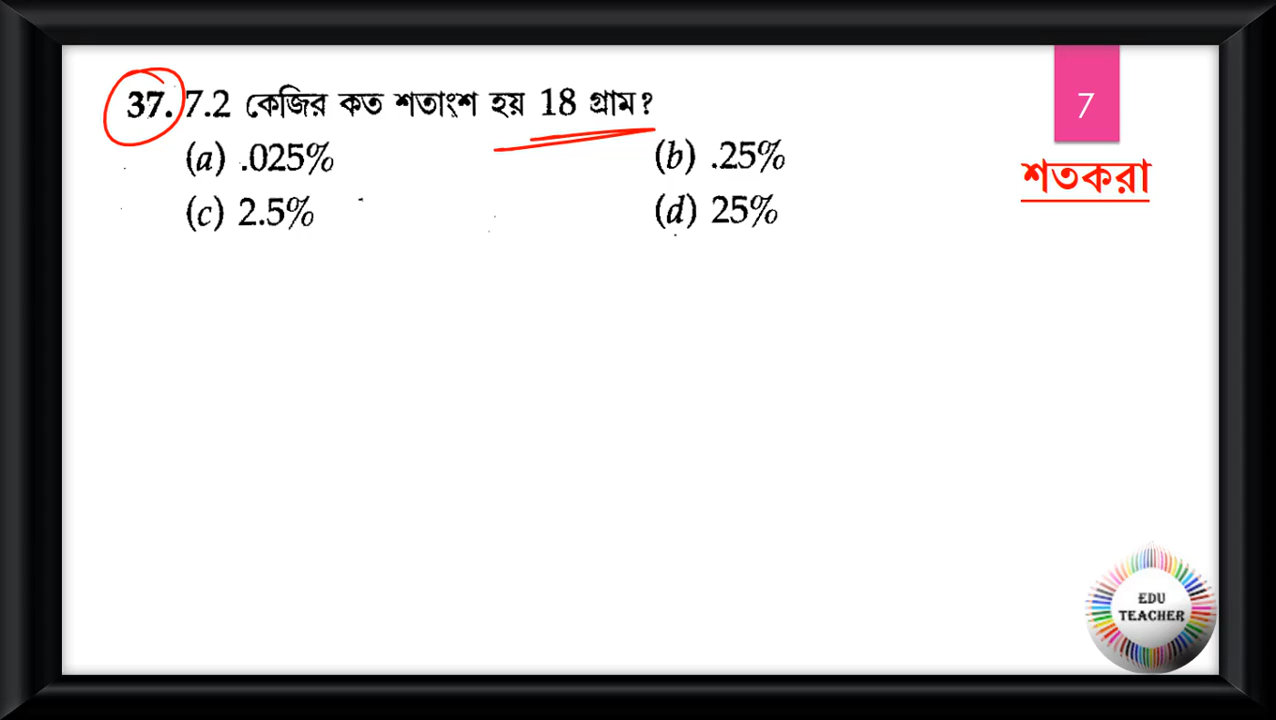 37. 7.2 কেজির কত শতাংশ হয় 18 গ্রাম?
(a) .025% (b) .25%
(c) 2.5% (d) 25%
7
শতকরা
EDU
TEACHER